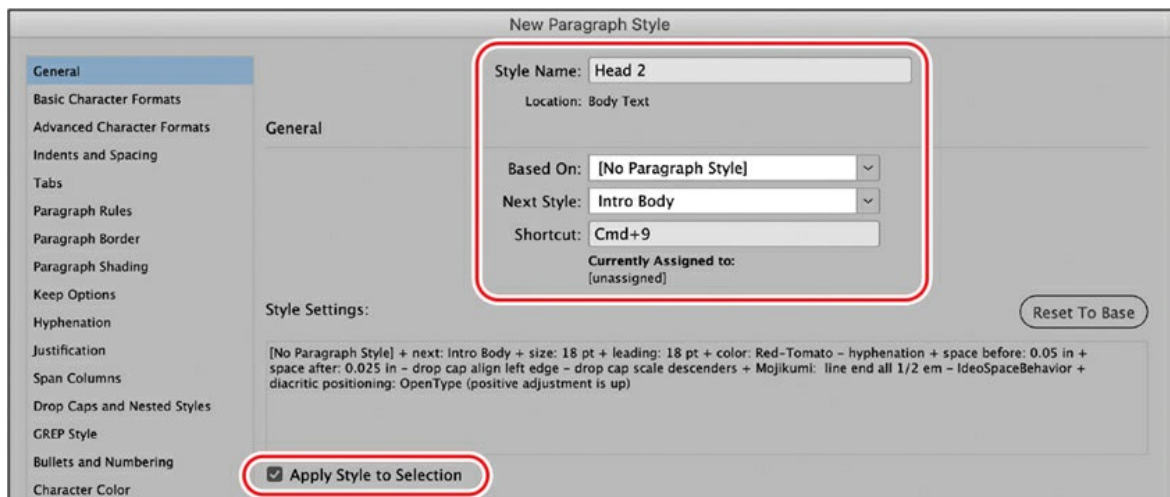 New Paragraph Style
General
Basic Character Formats
Advanced Character Formats
Indents and Spacing
Tabs
Paragraph Rules
Paragraph Border
Paragraph Shading
Keep Options
Hyphenation
Justification
Span Columns
Drop Caps and Nested Styles
GREP Style
Bullets and Numbering
Character Color
Style Name: Head 2
Location: Body Text
General
Based On: [No Paragraph Style]
Next Style: Intro Body
Shortcut: Cmd+9
Currently Assigned to:
[unassigned]
Style Settings:
Reset To Base
[No Paragraph Style] + next: Intro Body + size: 18 pt + leading: 18 pt + color: Red-Tomato - hyphenation + space before: 0.05 in +
space after: 0.025 in - drop cap align left edge - drop cap scale descenders + Mojikumi: line end all 1/2 em - IdeoSpaceBehavior +
diacritic positioning: OpenType (positive adjustment is up)
Apply Style to Selection